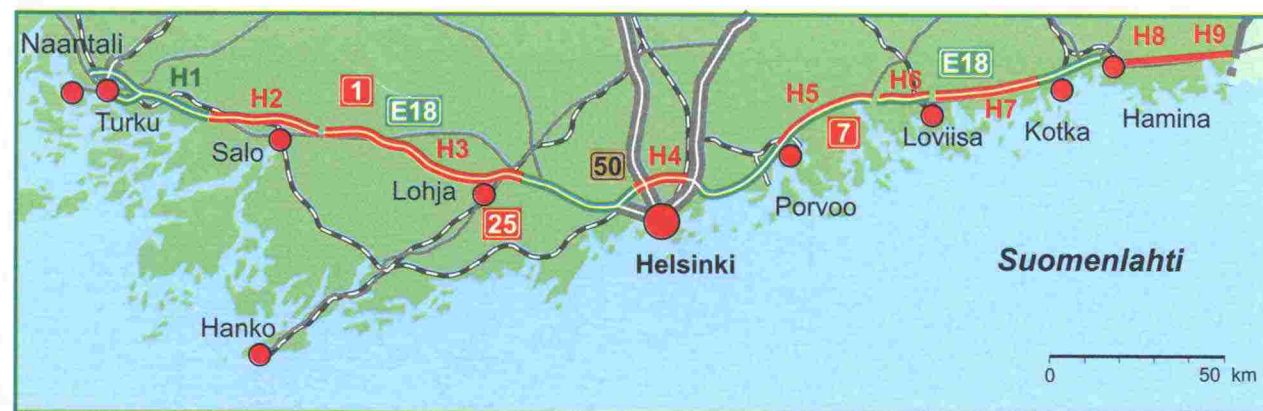 Naantali
H1
Turku
H2
Salo
1
E18
H3
Lohja
25
Hanko
50
H4
Helsinki
H5
7
Porvoo
H6
E18
Loviisa
H7
Kotka
H8
H9
Hamina
Suomenlahti
0 50 km